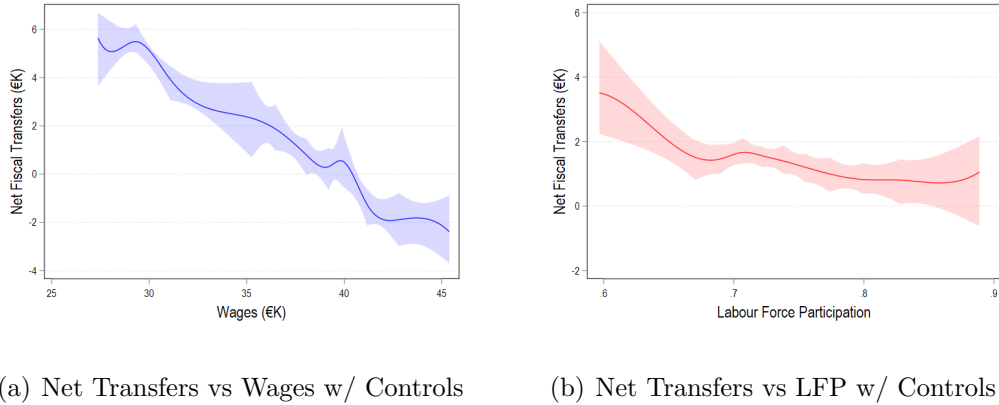 Net Fiscal Transfers (€K)
6
4
2
0
-2
-4
25 30 35 40 45
Wages (€K)
(a) Net Transfers vs Wages w/ Controls
Net Fiscal Transfers (€K)
6
4
2
0
-2
.6 .7 .8 .9
Labour Force Participation
(b) Net Transfers vs LFP w/ Controls